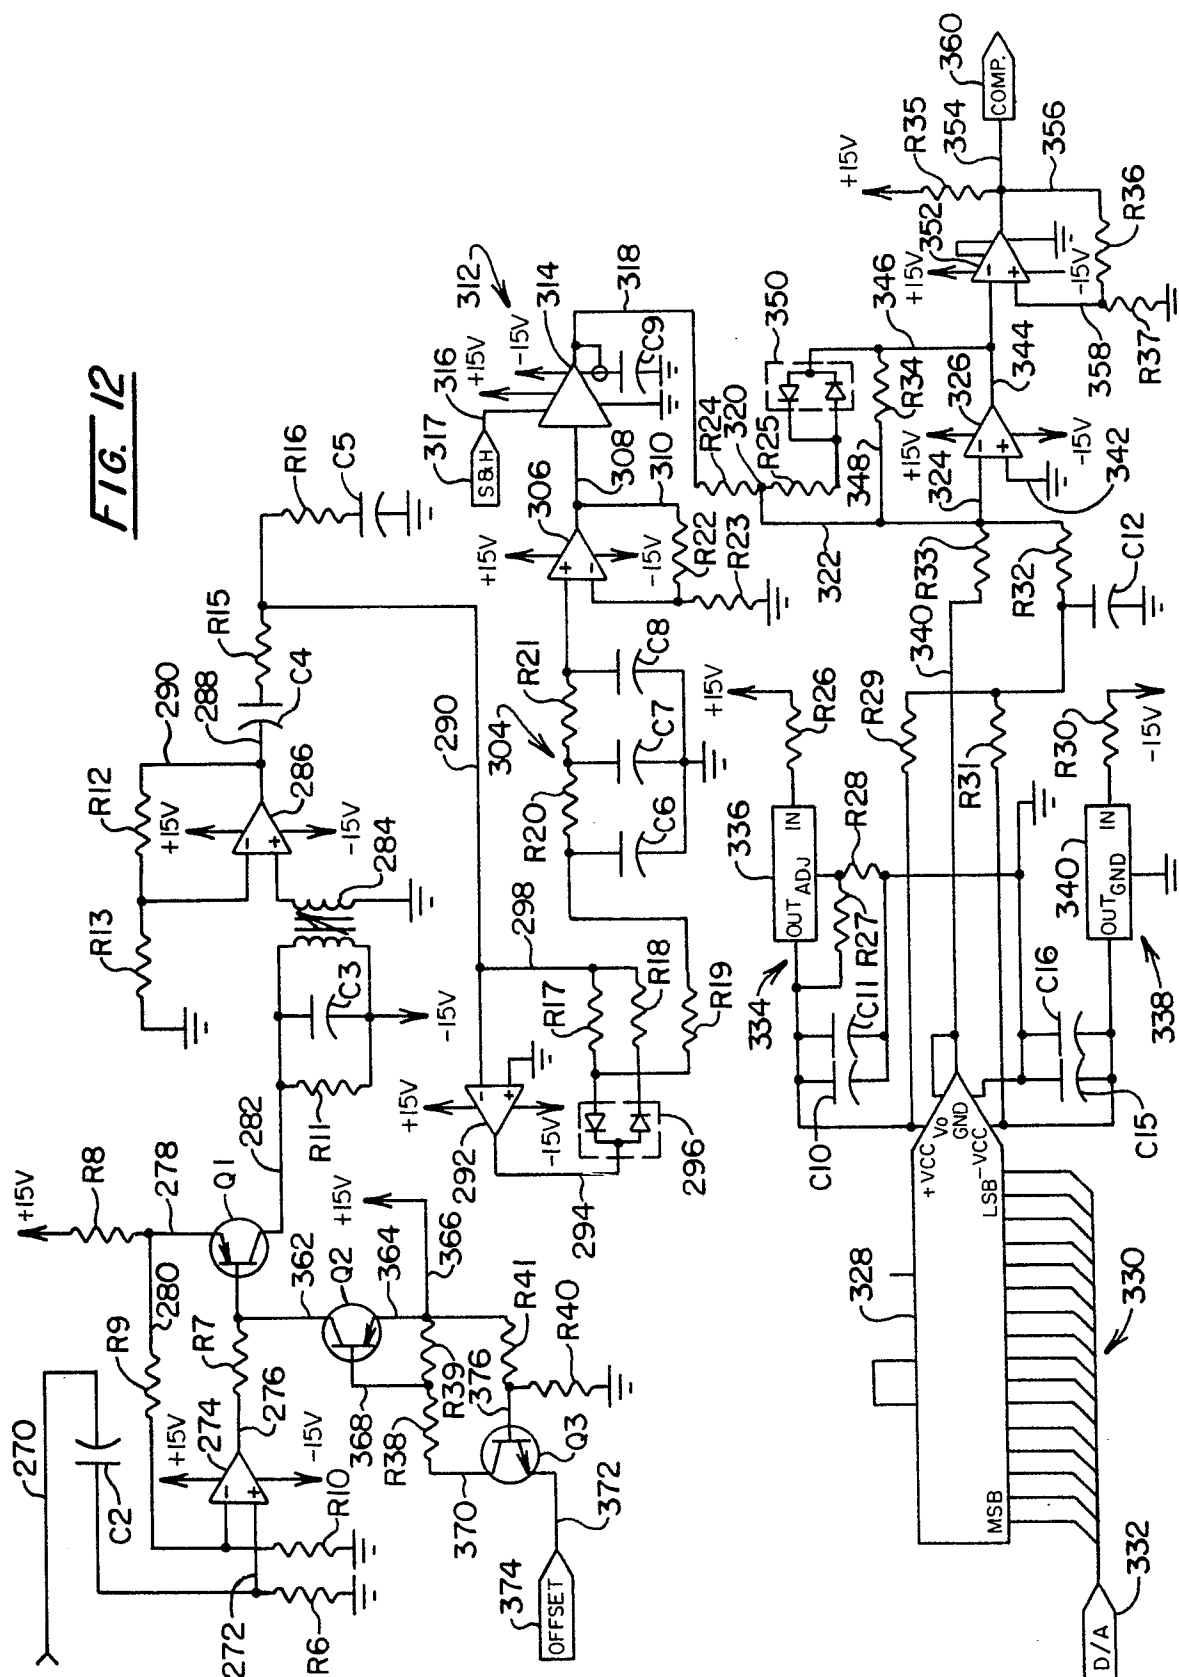 FIG. 12
270
C2
272
R6
R10
274
+15V
-15V
276
R7
R9
280
+15V
R8
278
Q1
282
R11
C3
-15V
284
R13
R12
+15V
-15V
286
288
290
C4
R15
R16
C5
362
Q2
+15V
364
366
368
R39
R38
370
376
R41
R40
Q3
372
374
OFFSET
290
292
+15V
-15V
294
296
298
R17
R18
R19
304
R20
R21
C6
C7
C8
306
+15V
-15V
308
310
R22
R23
312
314
316
+15V
-15V
317
S&H
318
C9
R24
320
R25
322
350
348
R34
346
324
+15V
326
-15V
342
344
352
+15V
-15V
R35
+15V
354
356
R36
358
R37
360
COMP.
328
MSB
LSB
+VCC
Vo
GND
-VCC
330
332
D/A
334
336
OUT
ADJ
IN
R26
+15V
R27
R28
C10
C11
R29
R31
340
R33
R32
C12
338
340
OUT
GND
IN
R30
-15V
C15
C16